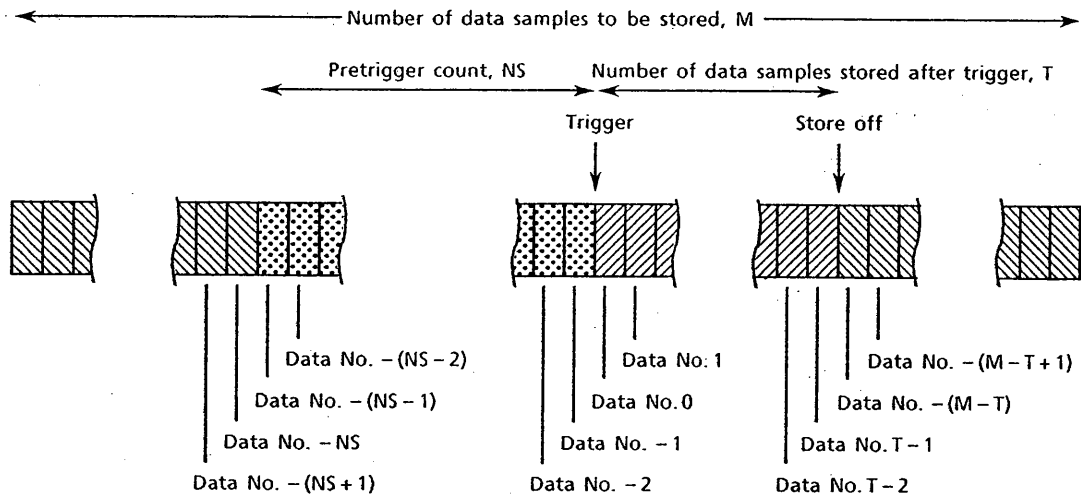 Number of data samples to be stored, M
Pretrigger count, NS
Number of data samples stored after trigger, T
Trigger
Store off
Data No. -(NS-2)
Data No. 1
Data No. -(M-T+1)
Data No. -(NS-1)
Data No. 0
Data No. -(M-T)
Data No. -NS
Data No. -1
Data No. T-1
Data No. -(NS+1)
Data No. -2
Data No. T-2